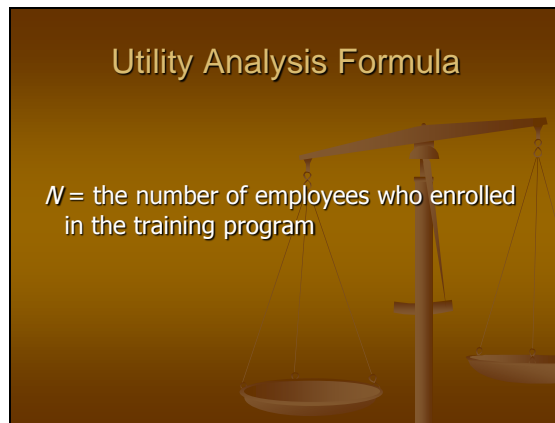 Utility Analysis Formula
N = the number of employees who enrolled
in the training program